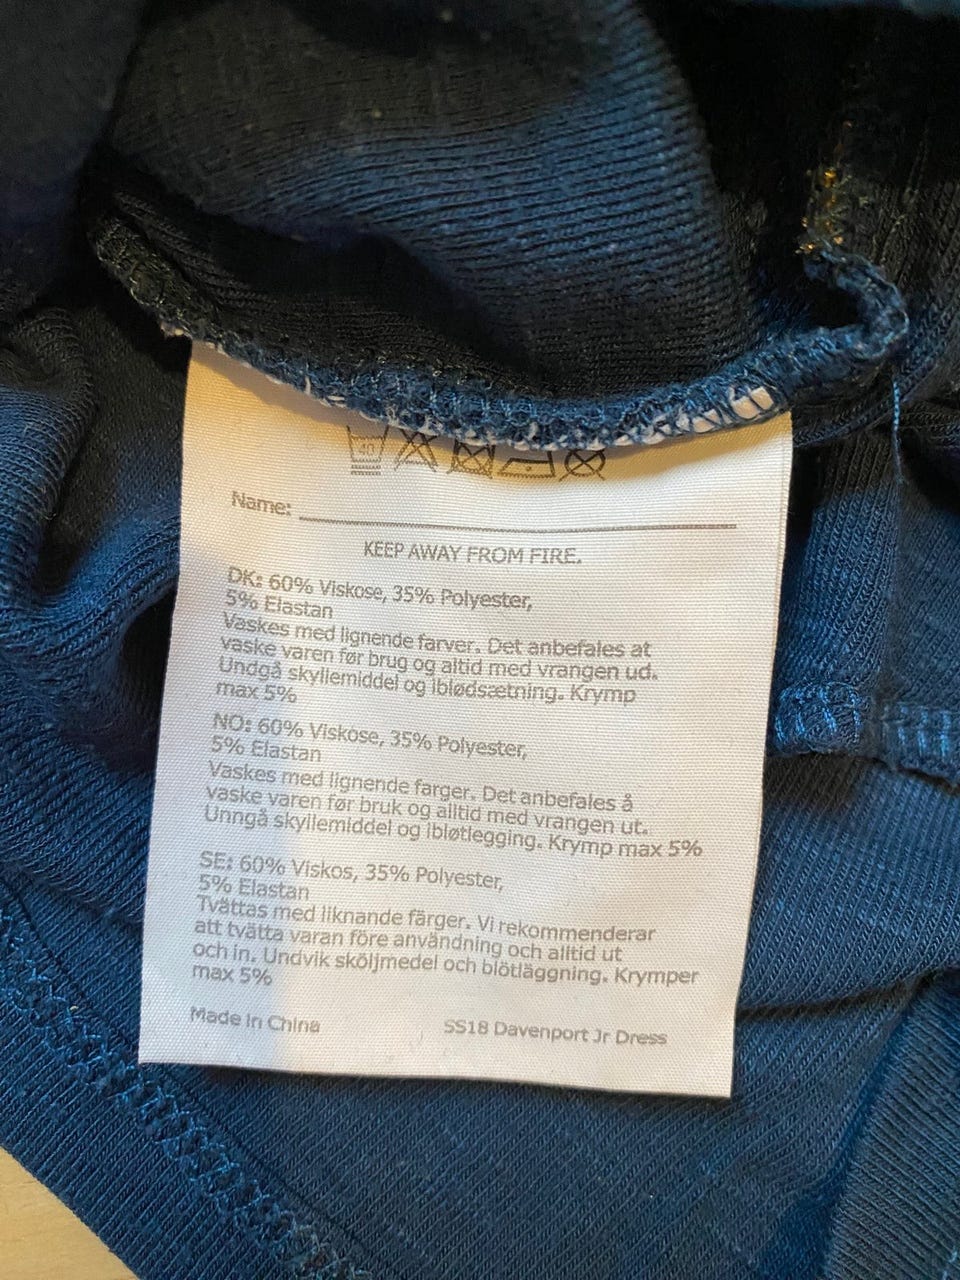 40
Name:
KEEP AWAY FROM FIRE.
DK: 60% Viskose, 35% Polyester,
5% Elastan
Vaskes med lignende farver. Det anbefales at
vaske varen før brug og altid med vrangen ud.
Undgå skyllemiddel og iblødsætning. Krymp
max 5%
NO: 60% Viskose, 35% Polyester,
5% Elastan
Vaskes med lignende farger. Det anbefales å
vaske varen før bruk og alltid med vrangen ut.
Unngå skyllemiddel og ibløtlegging. Krymp max 5%
SE: 60% Viskos, 35% Polyester,
5% Elastan
Tvättas med liknande färger. Vi rekommenderar
att tvätta varan före användning och alltid ut
och in. Undvik sköljmedel och blötläggning. Krymper
max 5%
Made in China
SS18 Davenport Jr Dress